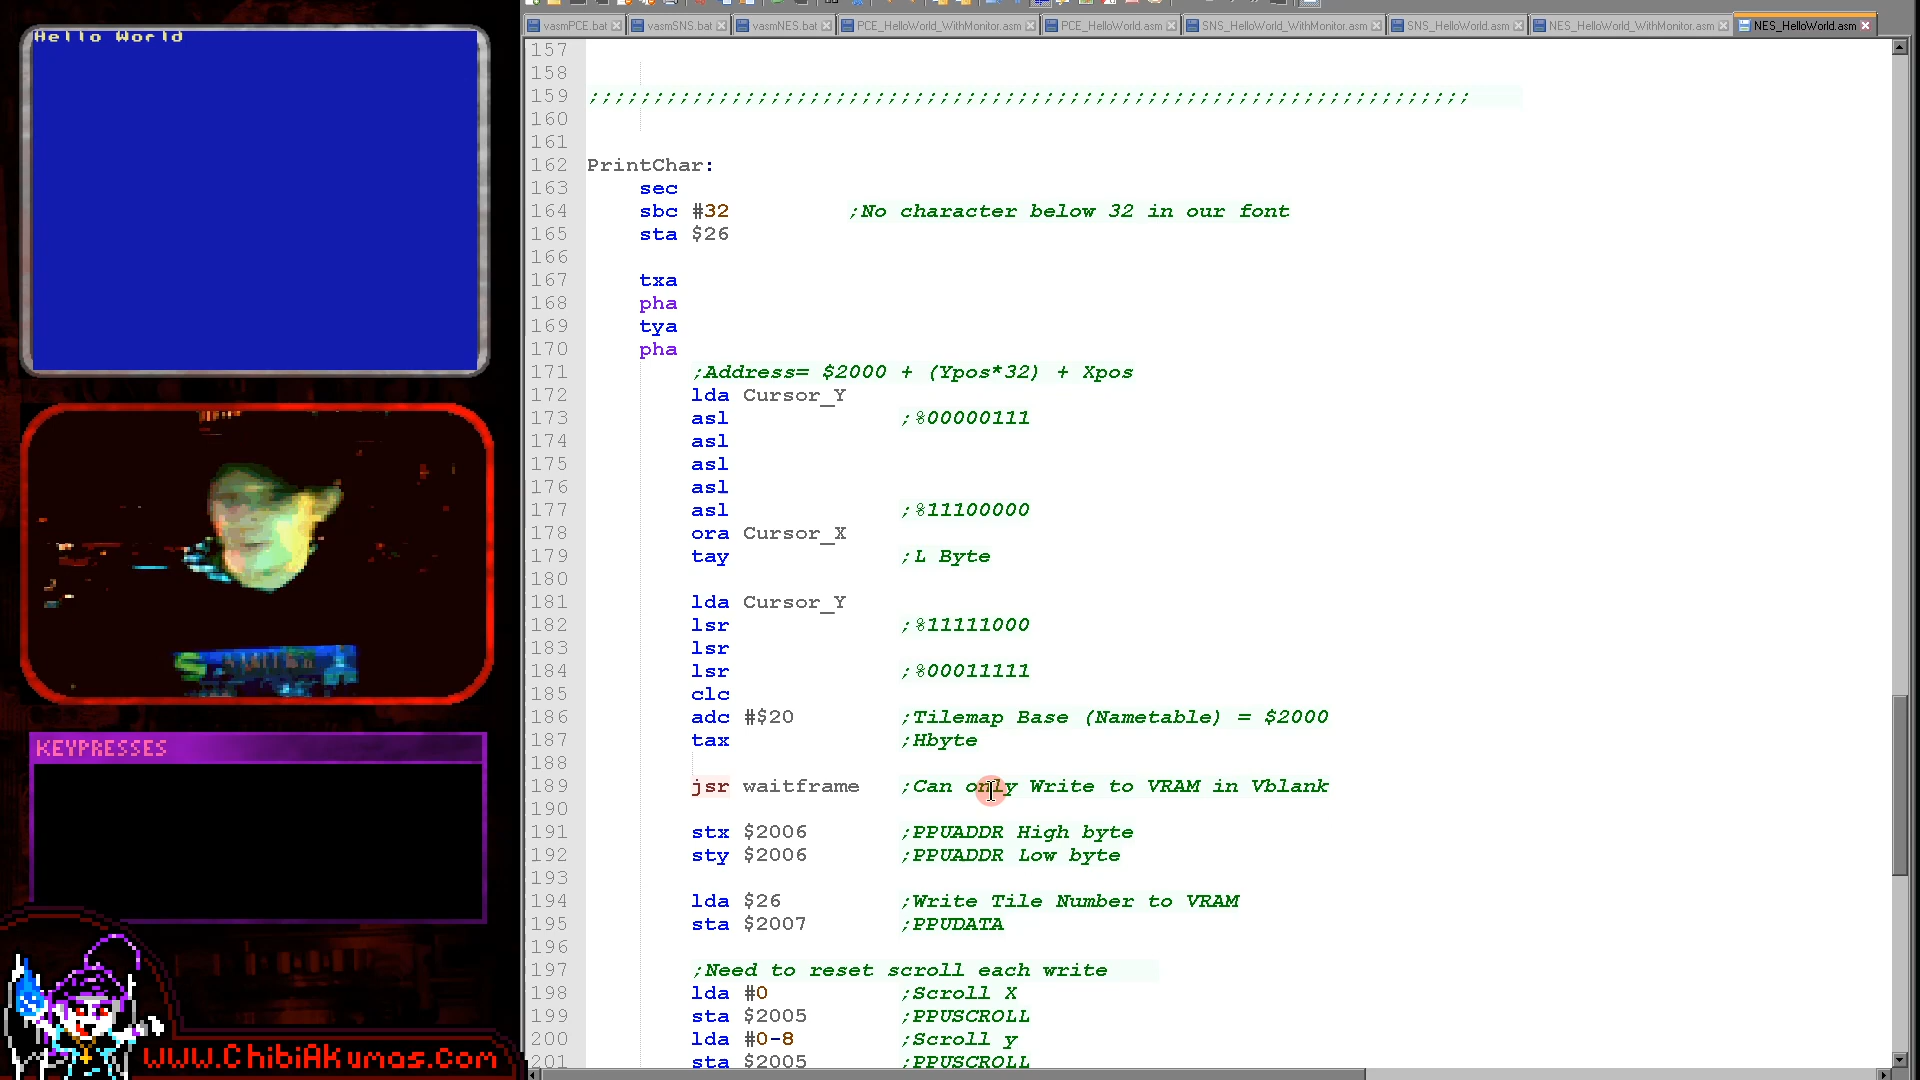 Hello World
KEYPRESSES
www.ChibiAkumas.com
vasmPCE.bat vasmSNS.bat vasmNES.bat PCE_HelloWorld_WithMonitor.asm PCE_HelloWorld.asm SNS_HelloWorld_WithMonitor.asm SNS_HelloWorld.asm NES_HelloWorld_WithMonitor.asm NES_HelloWorld.asm
157
158
159 ;;;;;;;;;;;;;;;;;;;;;;;;;;;;;;;;;;;;;;;;;;;;;;;;;;;;;;;;;;;;;;;;;;;;
160
161
162 PrintChar:
163 sec
164 sbc #32 ;No character below 32 in our font
165 sta $26
166
167 txa
168 pha
169 tya
170 pha
171 ;Address= $2000 + (Ypos*32) + Xpos
172 lda Cursor_Y
173 asl ;%00000111
174 asl
175 asl
176 asl
177 asl ;%11100000
178 ora Cursor_X
179 tay ;L Byte
180
181 lda Cursor_Y
182 lsr ;%11111000
183 lsr
184 lsr ;%00011111
185 clc
186 adc #$20 ;Tilemap Base (Nametable) = $2000
187 tax ;Hbyte
188
189 jsr waitframe ;Can only Write to VRAM in Vblank
190
191 stx $2006 ;PPUADDR High byte
192 sty $2006 ;PPUADDR Low byte
193
194 lda $26 ;Write Tile Number to VRAM
195 sta $2007 ;PPUDATA
196
197 ;Need to reset scroll each write
198 lda #0 ;Scroll X
199 sta $2005 ;PPUSCROLL
200 lda #0-8 ;Scroll y
201 sta $2005 ;PPUSCROLL